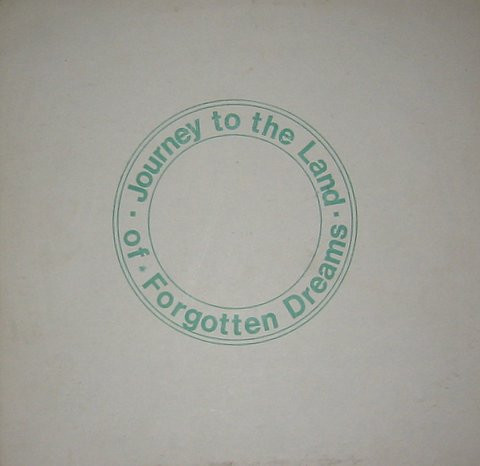 · Journey to the Land ·
of · Forgotten Dreams